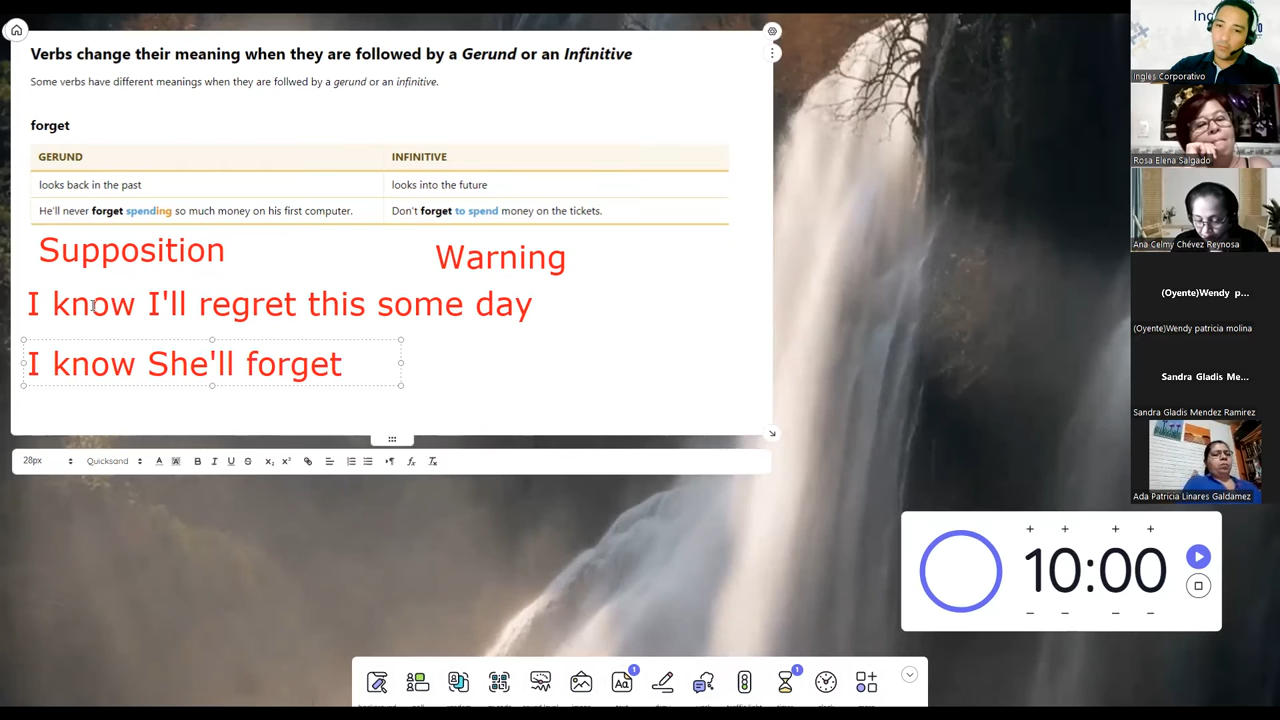 Verbs change their meaning when they are followed by a Gerund or an Infinitive
Some verbs have different meanings when they are follwed by a gerund or an infinitive.
forget
GERUND INFINITIVE
looks back in the past looks into the future
He'll never forget spending so much money on his first computer. Don't forget to spend money on the tickets.
Supposition Warning
I know I'll regret this some day
I know She'll forget
28px Quicksand
10:00
1 1
Ingles Corporativo
Rosa Elena Salgado
Ana Celmy Chévez Reynosa
(Oyente)Wendy p...
(Oyente)Wendy patricia molina
Sandra Gladis Me...
Sandra Gladis Mendez Ramirez
Ada Patricia Linares Galdamez